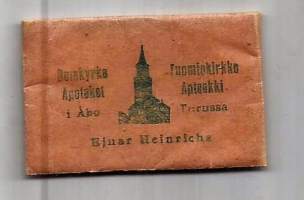 Domkyrko
Apoteket
i Åbo
Tuomiokirkko
Apteekki
Turussa
Ejnar Heinrichs